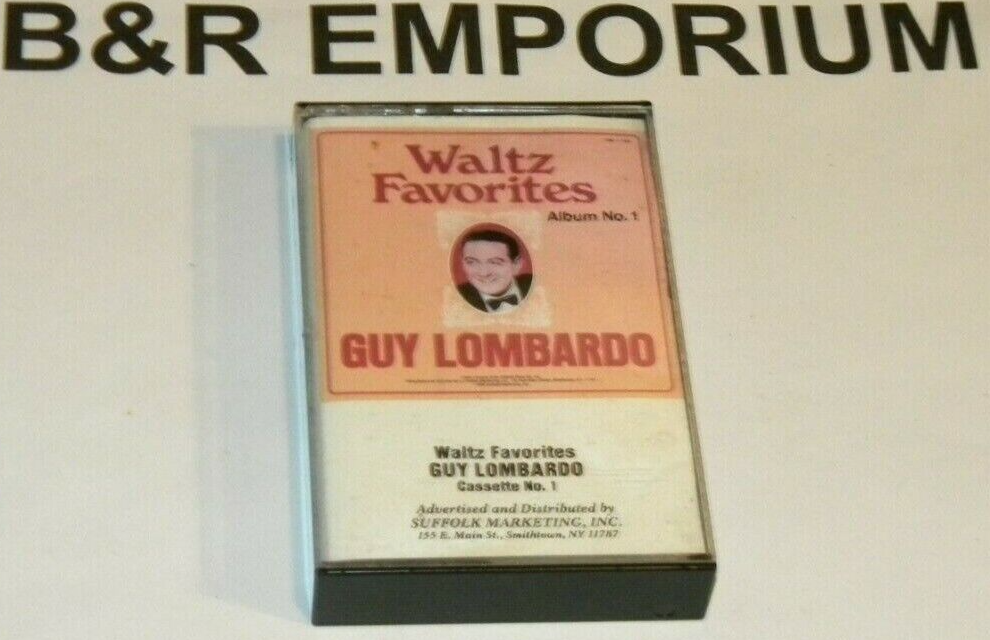 B&R EMPORIUM
Waltz
Favorites
Album No. 1
GUY LOMBARDO
Waltz Favorites
GUY LOMBARDO
Cassette No. 1
Advertised and Distributed by
SUFFOLK MARKETING, INC.
155 E. Main St., Smithtown, NY 11787